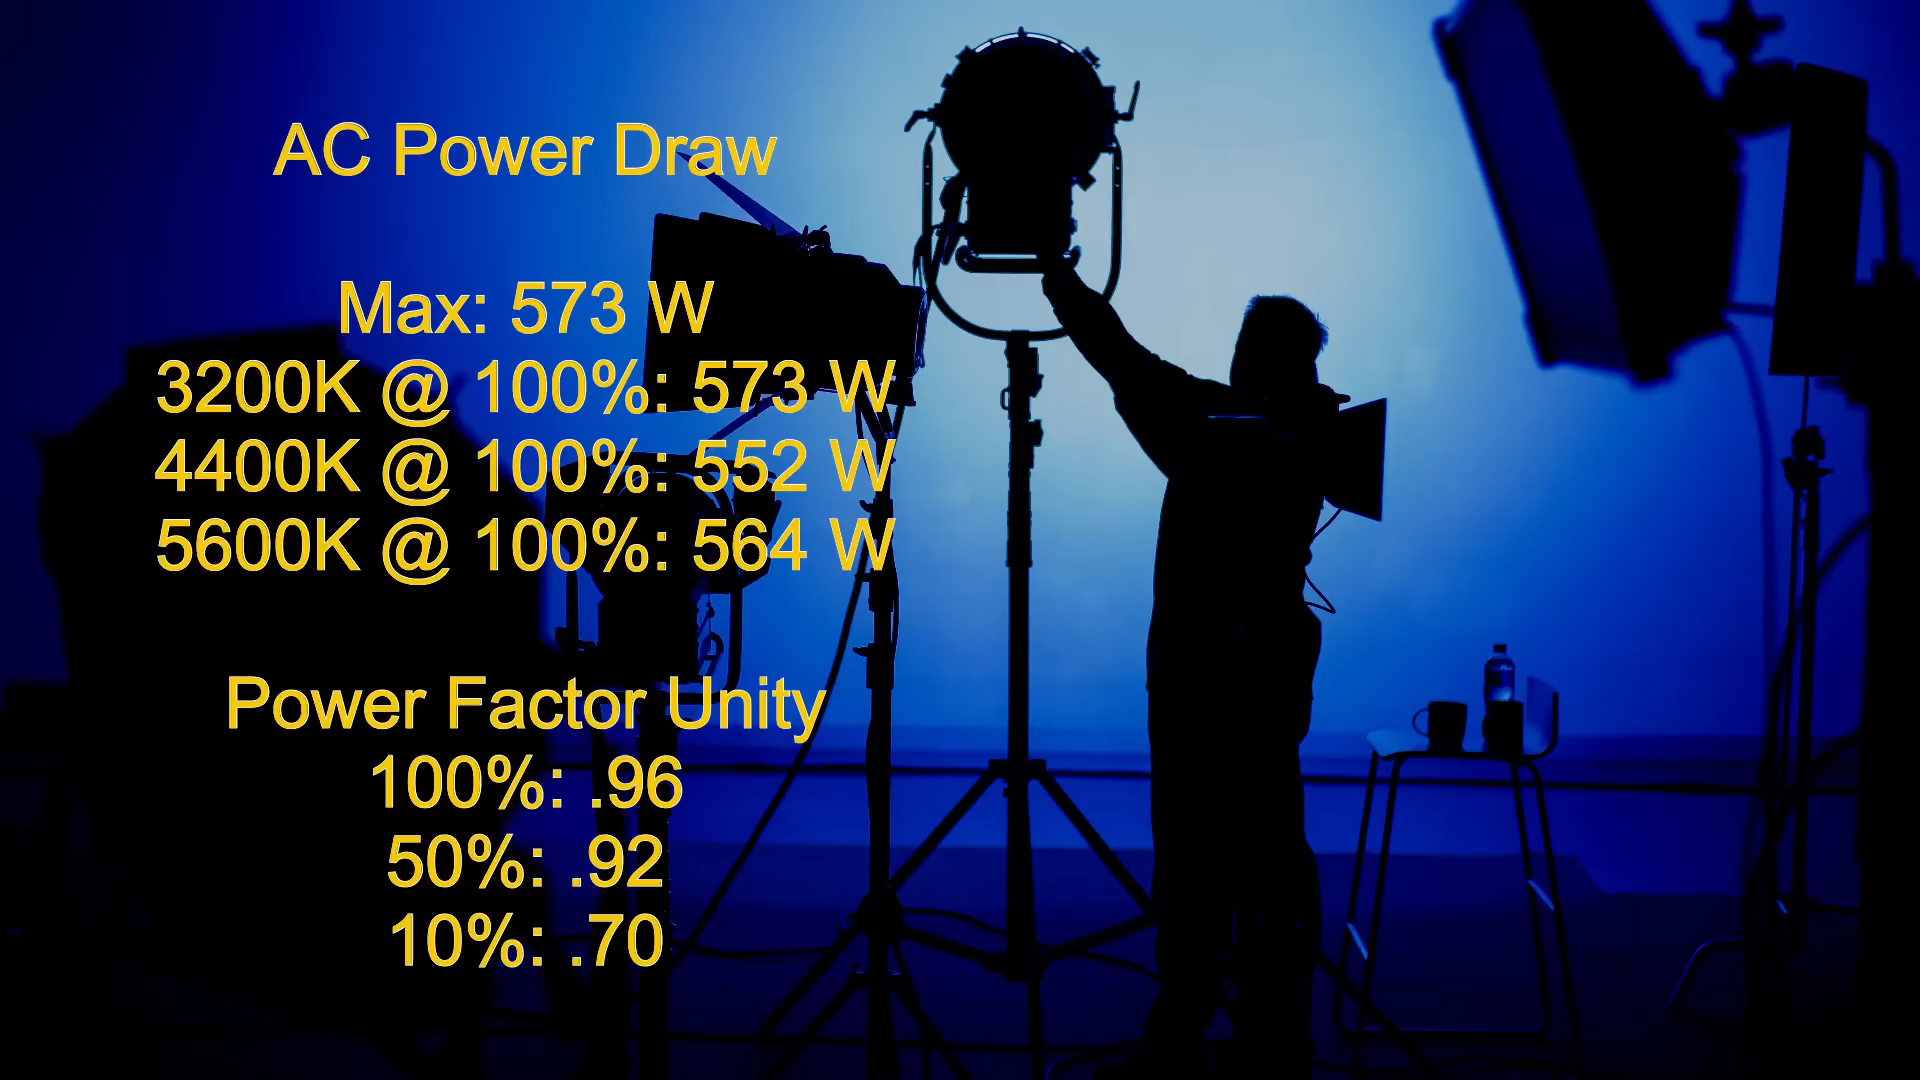 AC Power Draw
Max: 573 W
3200K @ 100%: 573 W
4400K @ 100%: 552 W
5600K @ 100%: 564 W
Power Factor Unity
100%: .96
50%: .92
10%: .70